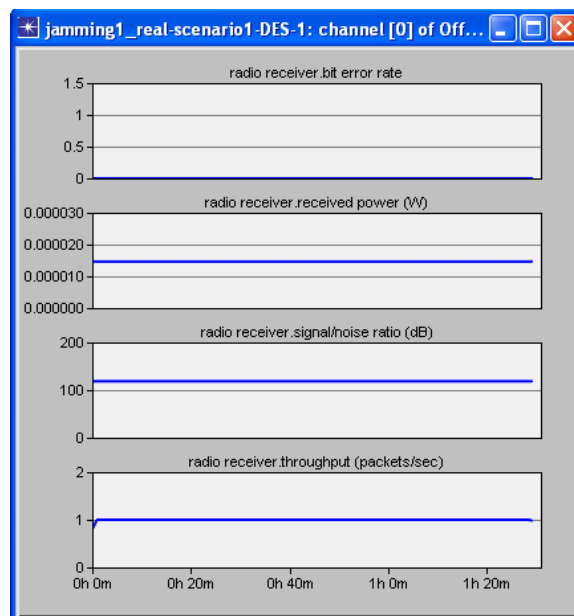 jamming1_real-scenario1-DES-1: channel [0] of Off...
radio receiver.bit error rate
1.5
1
0.5
0
radio receiver.received power (W)
0.000030
0.000020
0.000010
0.000000
radio receiver.signal/noise ratio (dB)
200
100
0
radio receiver.throughput (packets/sec)
2
1
0
0h 0m 0h 20m 0h 40m 1h 0m 1h 20m